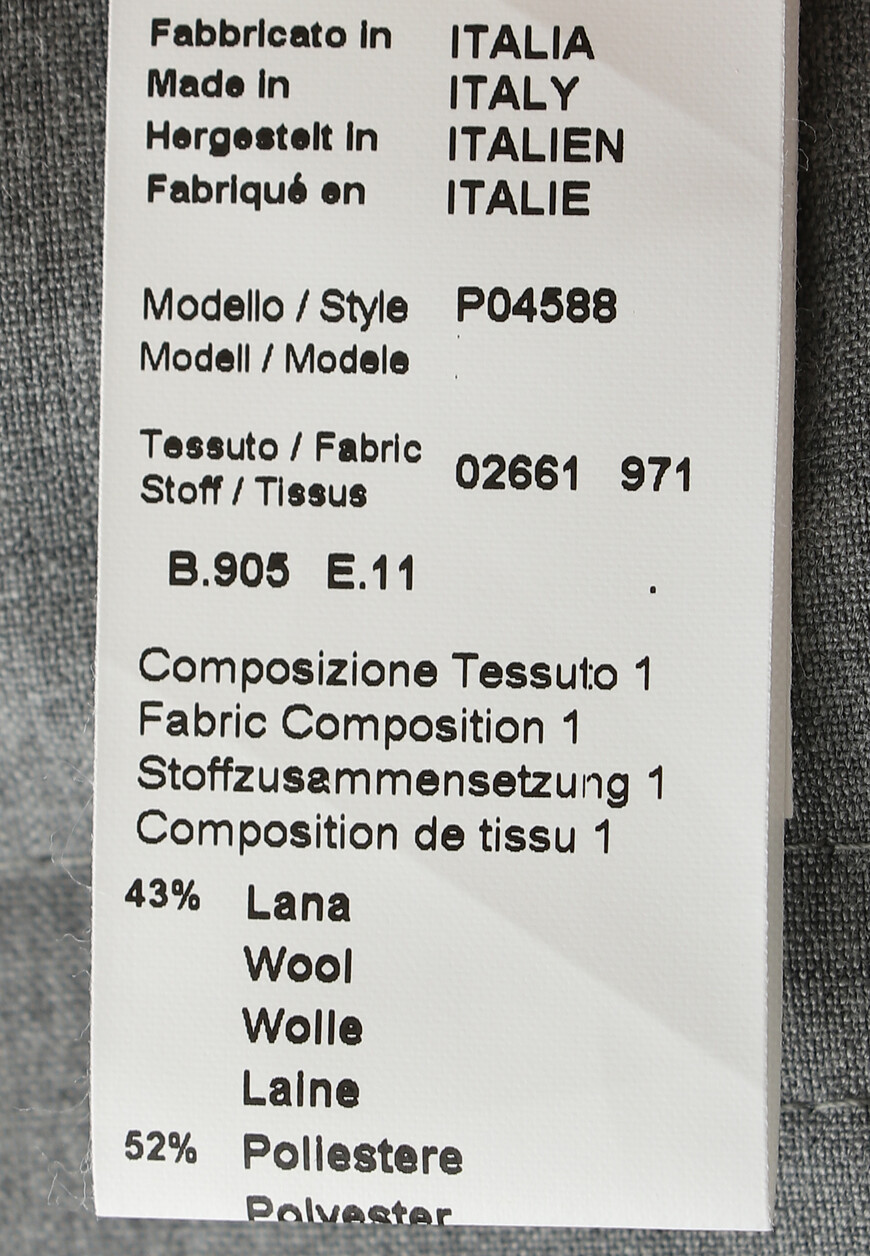 Fabbricato in ITALIA
Made in ITALY
Hergestelt in ITALIEN
Fabriqué en ITALIE
Modello / Style P04588
Modell / Modele
Tessuto / Fabric 02661 971
Stoff / Tissus
B.905 E.11 .
Composizione Tessuto 1
Fabric Composition 1
Stoffzusammensetzung 1
Composition de tissu 1
43% Lana
Wool
Wolle
Laine
52% Poliestere
Polyester